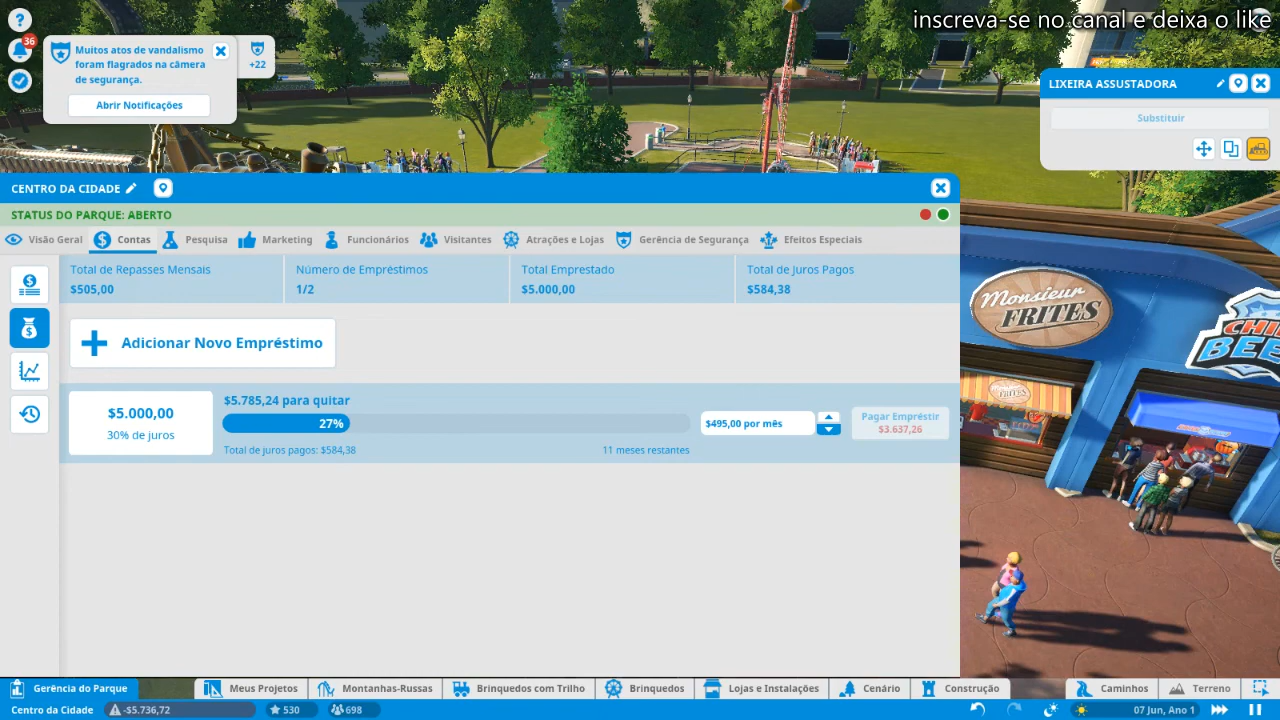 inscreva-se no canal e deixa o like
?
36
Muitos atos de vandalismo
foram flagrados na câmera
de segurança.
+22
Abrir Notificações
LIXEIRA ASSUSTADORA
Substituir
CENTRO DA CIDADE
STATUS DO PARQUE: ABERTO
Visão Geral
Contas
Pesquisa
Marketing
Funcionários
Visitantes
Atrações e Lojas
Gerência de Segurança
Efeitos Especiais
Total de Repasses Mensais
$505,00
Número de Empréstimos
1/2
Total Emprestado
$5.000,00
Total de Juros Pagos
$584,38
Monsieur
FRITES
Adicionar Novo Empréstimo
$5.000,00
30% de juros
$5.785,24 para quitar
27%
Total de juros pagos: $584,38
11 meses restantes
$495,00 por mês
Pagar Empréstir
$3.637,26
Gerência do Parque
Meus Projetos
Montanhas-Russas
Brinquedos com Trilho
Brinquedos
Lojas e Instalações
Cenário
Construção
Caminhos
Terreno
Centro da Cidade
-$5.736,72
530
698
07 Jun, Ano 1